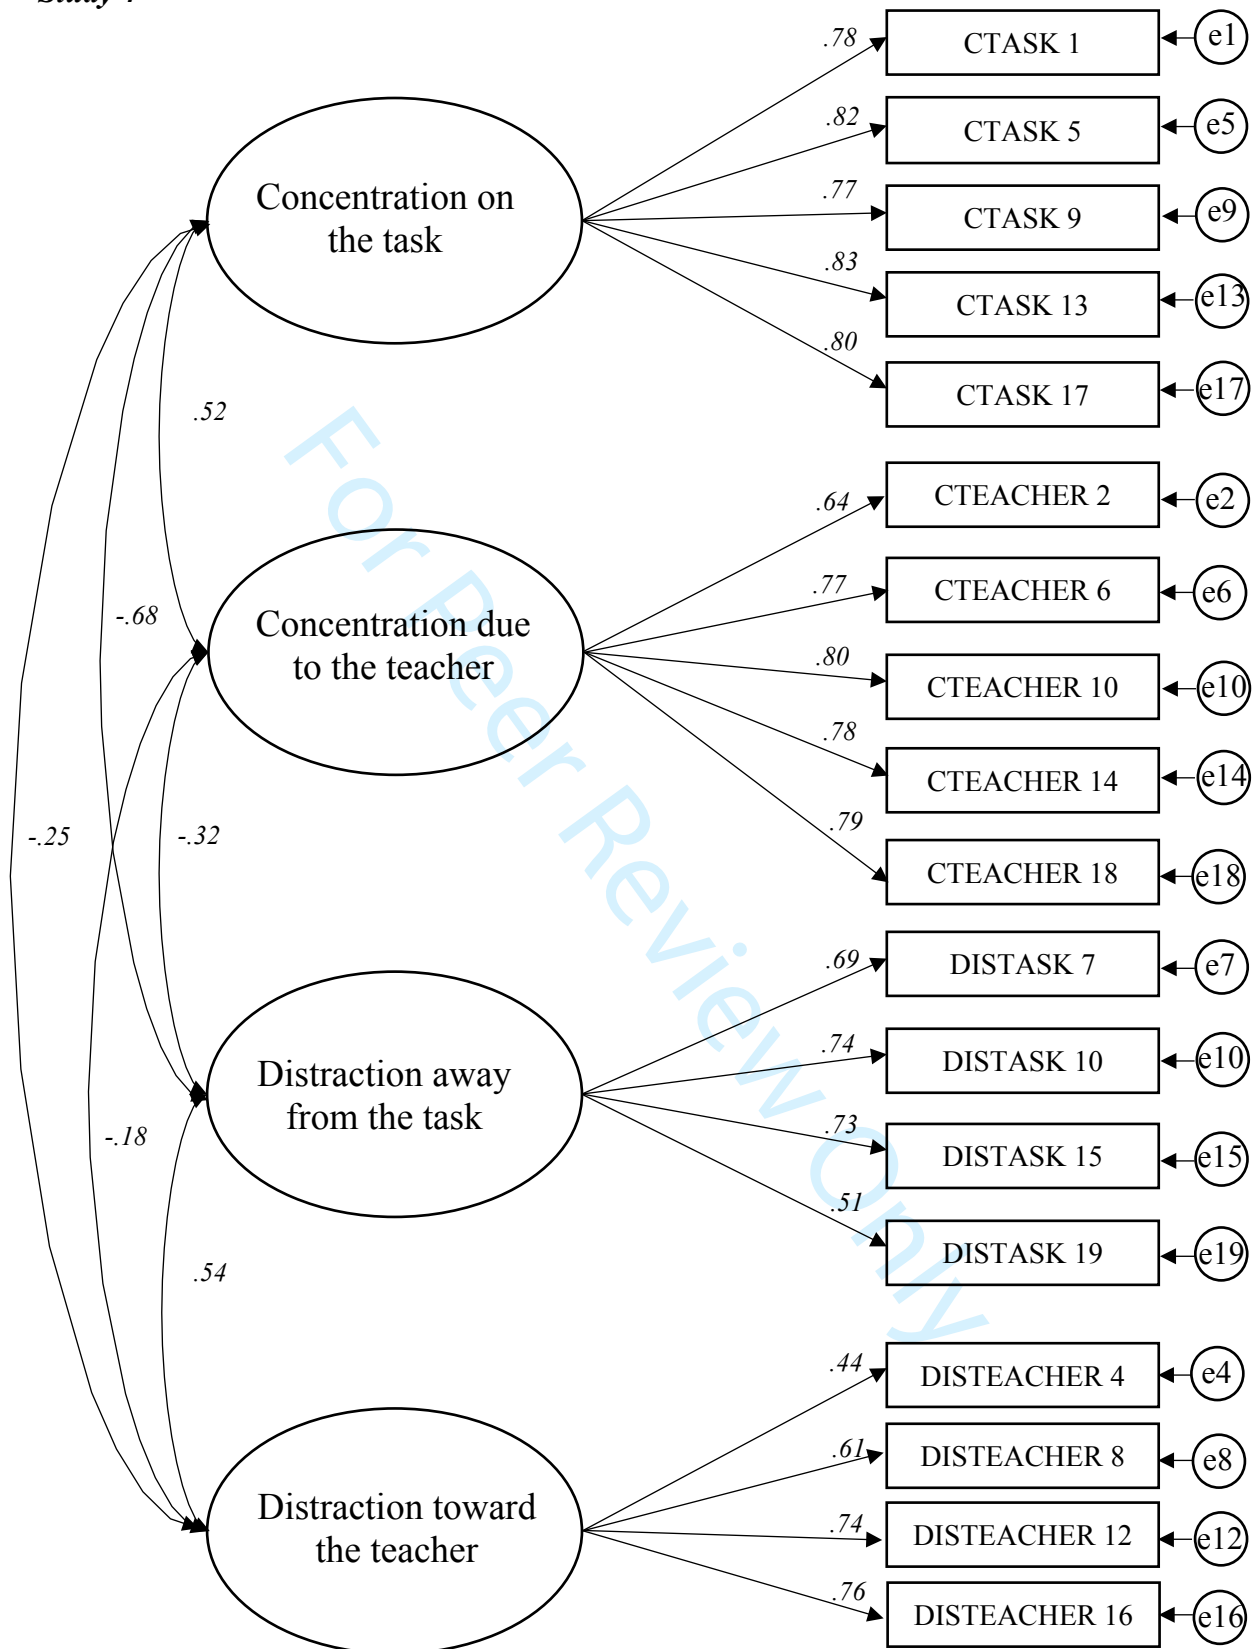 .78
CTASK 1
e1
.82
CTASK 5
e5
Concentration on
the task
.77
CTASK 9
e9
.83
CTASK 13
e13
.80
CTASK 17
e17
.52
.64
CTEACHER 2
e2
-.68
Concentration due
to the teacher
.77
CTEACHER 6
e6
.80
CTEACHER 10
e10
.78
CTEACHER 14
e14
-.25
-.32
.79
CTEACHER 18
e18
.69
DISTASK 7
e7
Distraction away
from the task
.74
DISTASK 10
e10
-.18
.73
DISTASK 15
e15
.54
.51
DISTASK 19
e19
.44
DISTEACHER 4
e4
.61
DISTEACHER 8
e8
Distraction toward
the teacher
.74
DISTEACHER 12
e12
.76
DISTEACHER 16
e16
For Peer Review Only